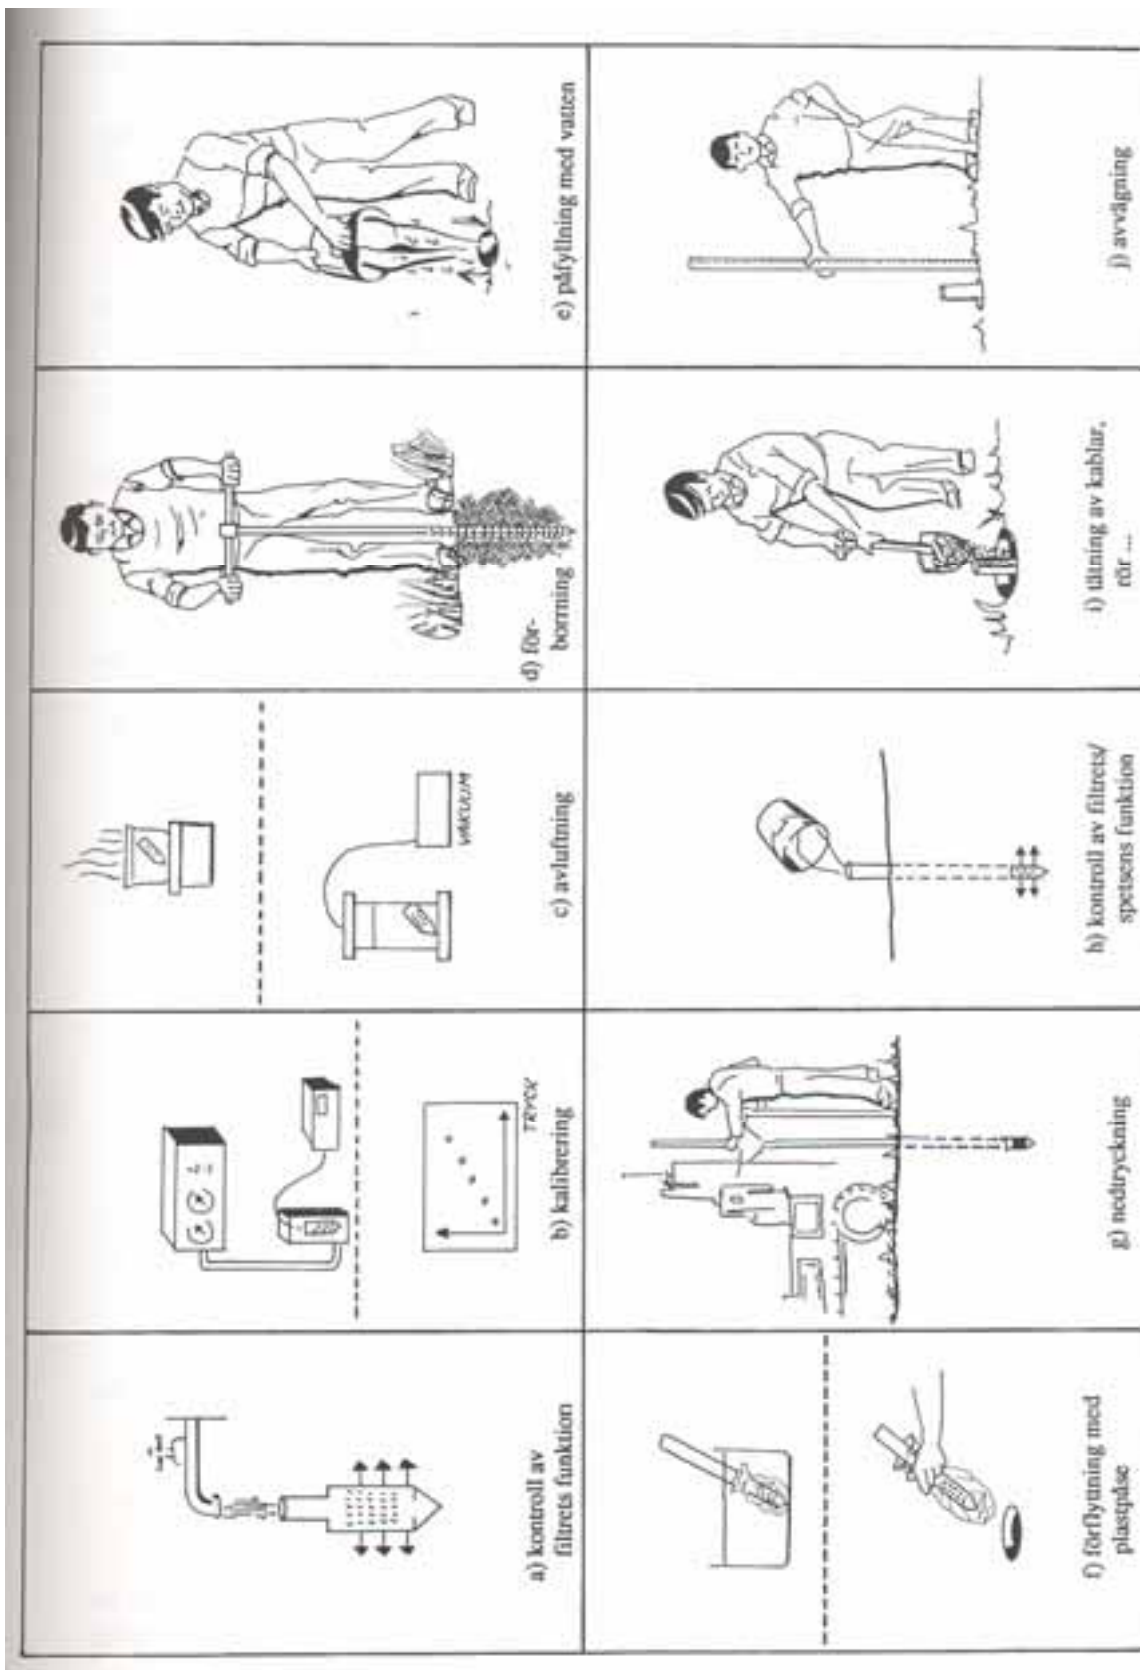 a) kontroll av
filtrets funktion
TRYCK
b) kalibrering
VAKUUM
c) avluftning
d) för-
borrning
e) påfyllning med vatten
f) förflyttning med
plastpåse
g) nedtryckning
h) kontroll av filtrets/
spetsens funktion
i) tätning av kablar,
rör ...
j) avvägning